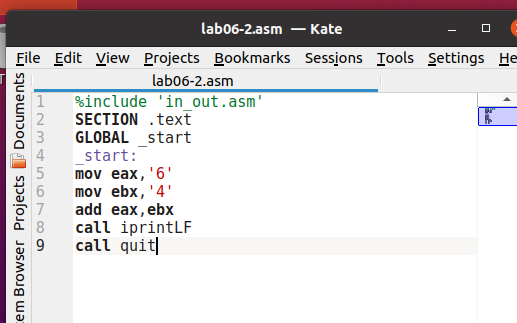 lab06-2.asm — Kate
File Edit View Projects Bookmarks Sessions Tools Settings He
lab06-2.asm
Documents
Projects
em Browser
1 %include 'in_out.asm'
2 SECTION .text
3 GLOBAL _start
4 _start:
5 mov eax,'6'
6 mov ebx,'4'
7 add eax,ebx
8 call iprintLF
9 call quit